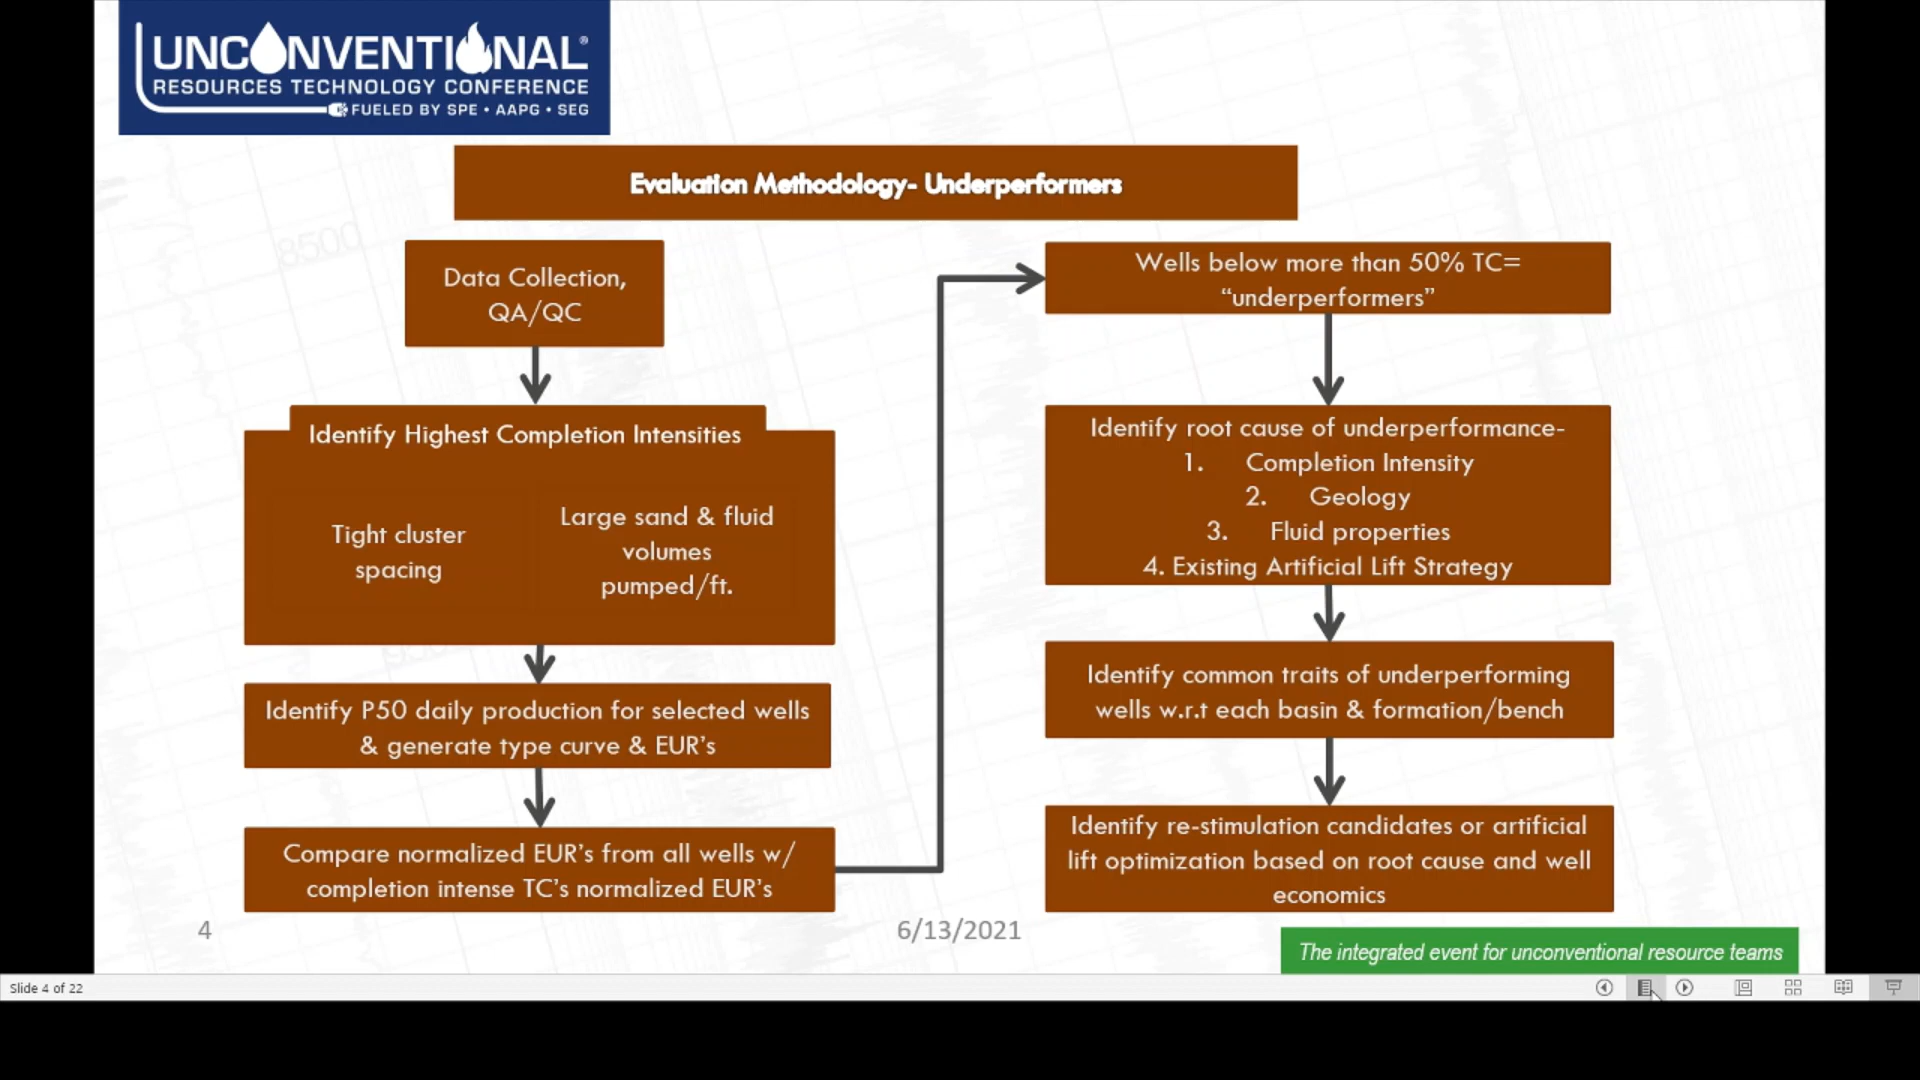 UNCONVENTIONAL®
RESOURCES TECHNOLOGY CONFERENCE
FUELED BY SPE • AAPG • SEG
Evaluation Methodology- Underperformers
Data Collection,
QA/QC
Identify Highest Completion Intensities
Tight cluster
spacing
Large sand & fluid
volumes
pumped/ft.
Identify P50 daily production for selected wells
& generate type curve & EUR's
Compare normalized EUR's from all wells w/
completion intense TC's normalized EUR's
Wells below more than 50% TC=
“underperformers”
Identify root cause of underperformance-
1. Completion Intensity
2. Geology
3. Fluid properties
4. Existing Artificial Lift Strategy
Identify common traits of underperforming
wells w.r.t each basin & formation/bench
Identify re-stimulation candidates or artificial
lift optimization based on root cause and well
economics
8500
4
6/13/2021
The integrated event for unconventional resource teams
Slide 4 of 22